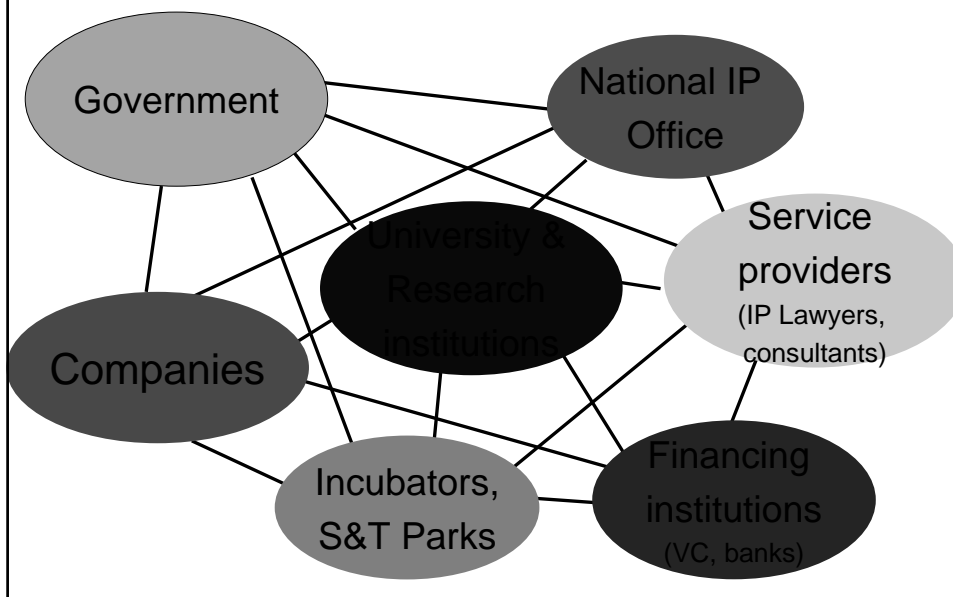 Government
National IP
Office
University &
Research
institutions
Service
providers
(IP Lawyers,
consultants)
Companies
Incubators,
S&T Parks
Financing
institutions
(VC, banks)